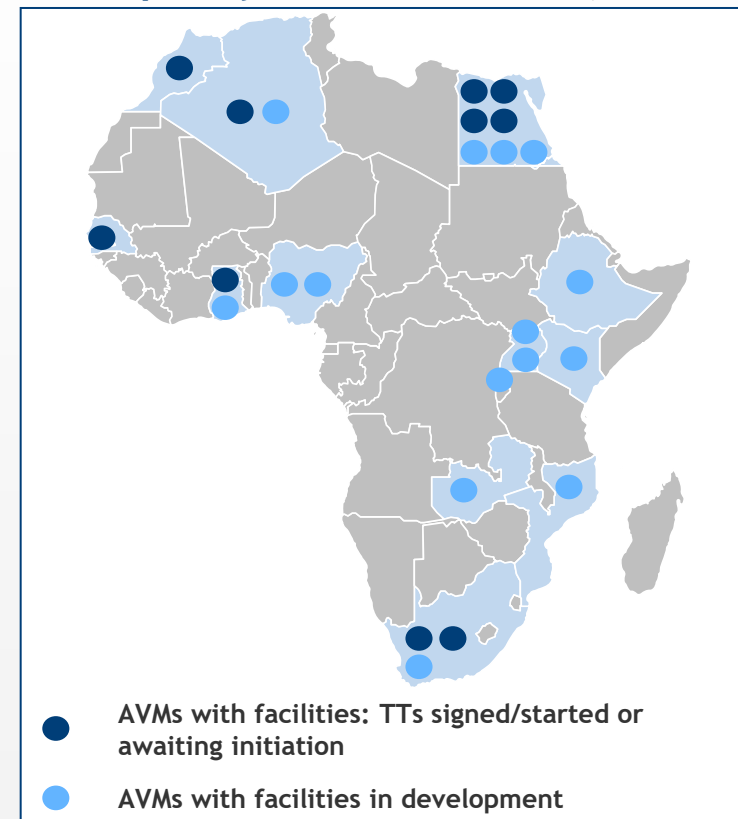 AVMs with facilities: TTs signed/started or
awaiting initiation
AVMs with facilities in development